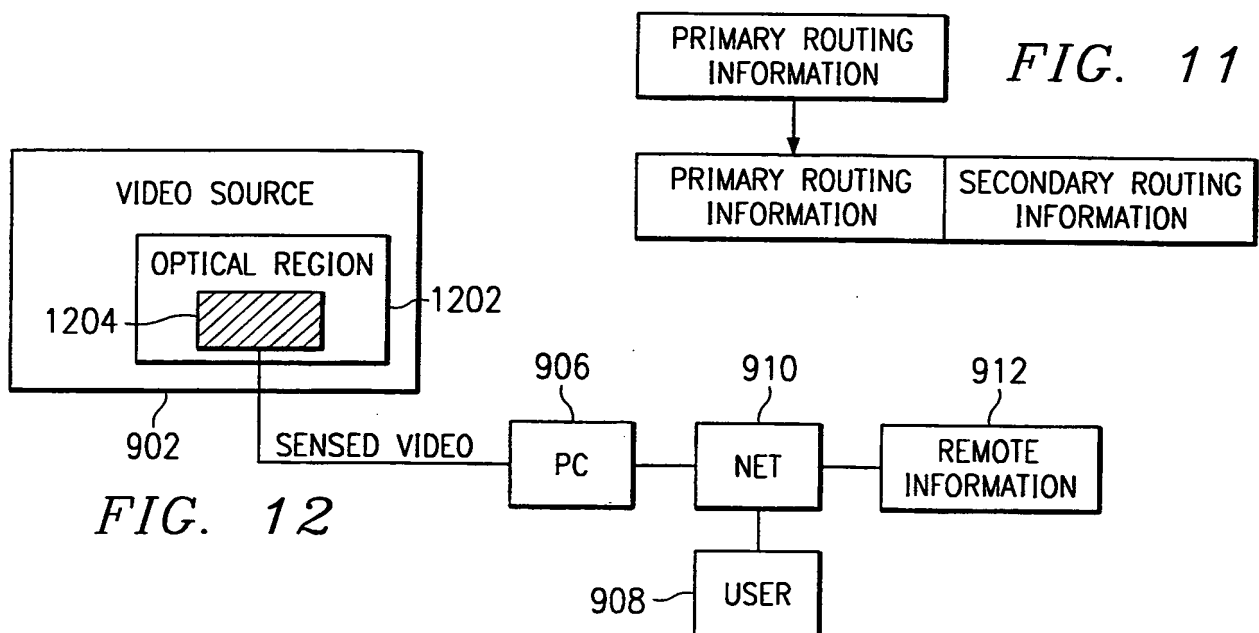 PRIMARY ROUTING
INFORMATION
FIG. 11
PRIMARY ROUTING
INFORMATION
SECONDARY ROUTING
INFORMATION
VIDEO SOURCE
OPTICAL REGION
1204
1202
902
SENSED VIDEO
906
PC
910
NET
912
REMOTE
INFORMATION
908
USER
FIG. 12